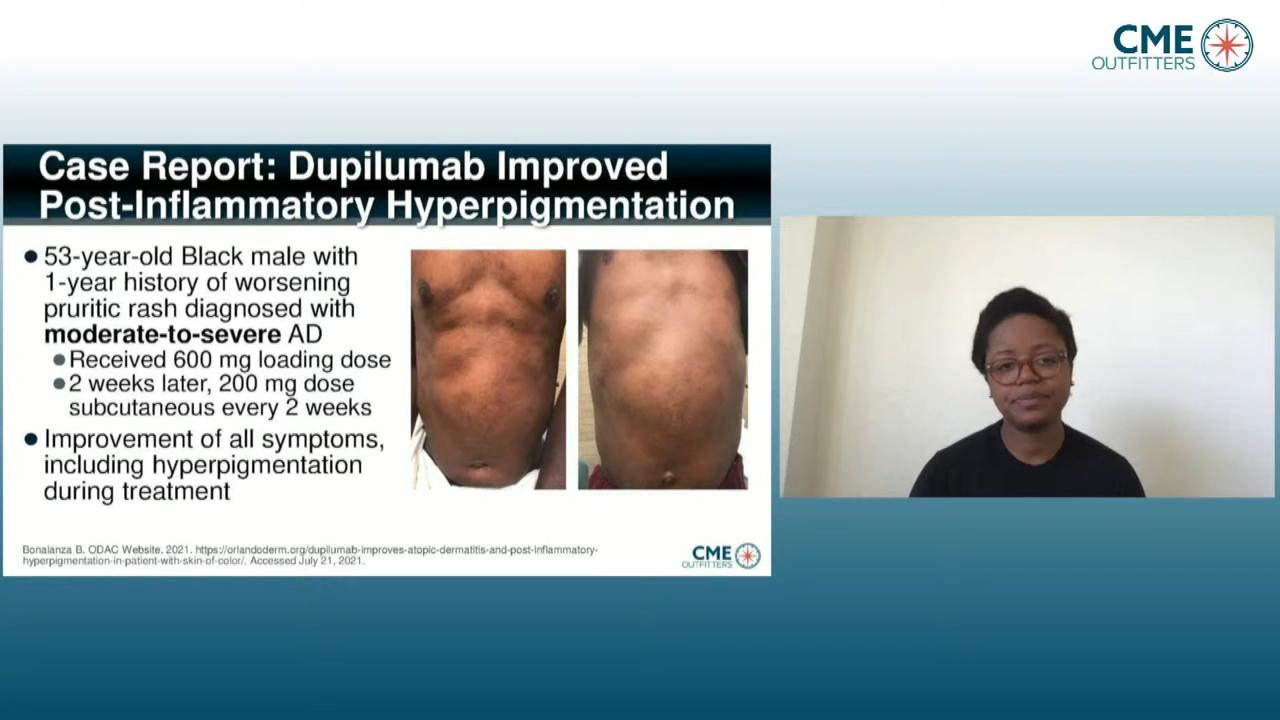 CME
OUTFITTERS
Case Report: Dupilumab Improved
Post-Inflammatory Hyperpigmentation
53-year-old Black male with
1-year history of worsening
pruritic rash diagnosed with
moderate-to-severe AD
Received 600 mg loading dose
2 weeks later, 200 mg dose
subcutaneous every 2 weeks
Improvement of all symptoms,
including hyperpigmentation
during treatment
Bonalanza B. ODAC Website. 2021. https://orlandoderm.org/dupilumab-improves-atopic-dermatitis-and-post-inflammatory-
hyperpigmentation-in-patient-with-skin-of-color/. Accessed July 21, 2021.
CME
OUTFITTERS